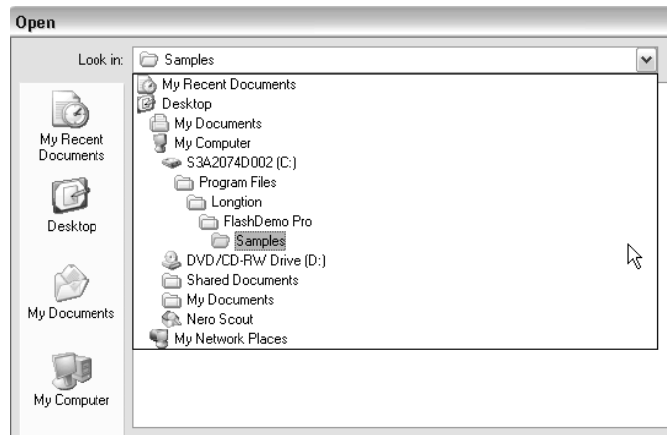 Open
Look in:
Samples
My Recent Documents
Desktop
My Documents
My Computer
S3A2074D002 (C:)
Program Files
Longtion
FlashDemo Pro
Samples
DVD/CD-RW Drive (D:)
Shared Documents
My Documents
Nero Scout
My Network Places
My Recent
Documents
Desktop
My Documents
My Computer